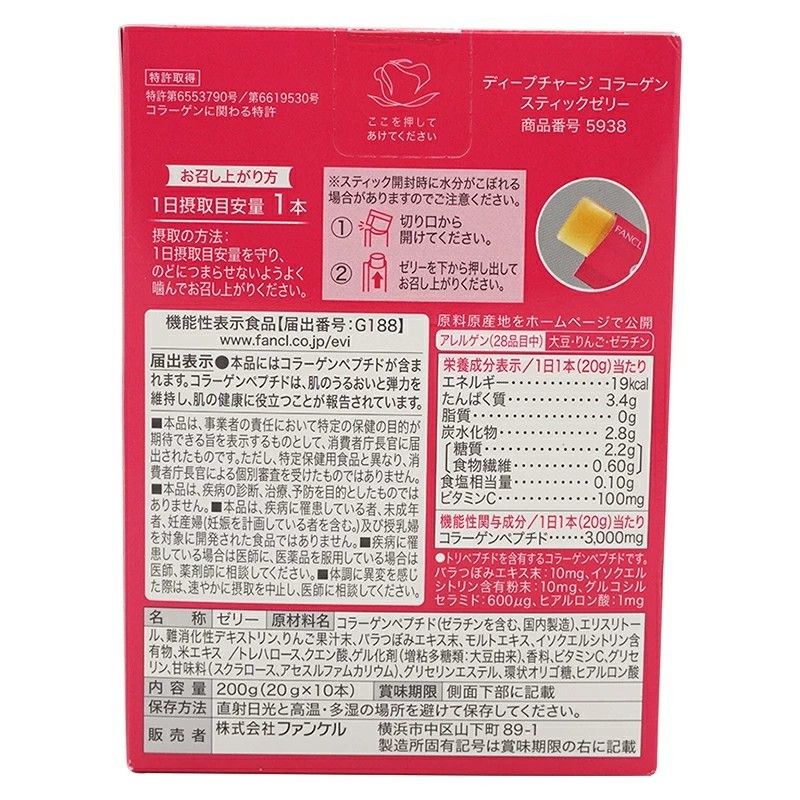 特許取得
特許第6553790号／第6619530号
コラーゲンに関わる特許
ここを押して
あけてください
ディープチャージ コラーゲン
スティックゼリー
商品番号 5938
お召し上がり方
1日摂取目安量 1本
摂取の方法：
1日摂取目安量を守り、
のどにつまらせないようよく
噛んでお召し上がりください。
※スティック開封時に水分がこぼれる
場合がありますのでご注意ください。
① 切り口から
開けてください。
② ゼリーを下から押し出して
お召し上がりください。
FANCL
機能性表示食品【届出番号：G188】
www.fancl.co.jp/evi
届出表示●本品にはコラーゲンペプチドが含ま
れます。コラーゲンペプチドは、肌のうるおいと弾力を
維持し、肌の健康に役立つことが報告されています。
■本品は、事業者の責任において特定の保健の目的が
期待できる旨を表示するものとして、消費者庁長官に届
出されたものです。ただし、特定保健用食品と異なり、消
費者庁長官による個別審査を受けたものではありません。
■本品は、疾病の診断、治療、予防を目的としたものでは
ありません。■本品は、疾病に罹患している者、未成年
者、妊産婦（妊娠を計画している者を含む。）及び授乳婦
を対象に開発された食品ではありません。■疾病に罹
患している場合は医師に、医薬品を服用している場合は
医師、薬剤師に相談してください。■体調に異変を感じ
た際は、速やかに摂取を中止し、医師に相談してください。
原料原産地をホームページで公開
アレルゲン（28品目中） 大豆・りんご・ゼラチン
栄養成分表示／1日1本（20g）当たり
エネルギー‥‥‥‥‥‥19kcal
たんぱく質‥‥‥‥‥‥3.4g
脂質‥‥‥‥‥‥‥‥0g
炭水化物‥‥‥‥‥‥2.8g
糖質‥‥‥‥‥‥‥2.2g
食物繊維‥‥‥‥‥0.60g
食塩相当量‥‥‥‥‥0.10g
ビタミンC‥‥‥‥‥‥100mg
機能性関与成分／1日1本（20g）当たり
コラーゲンペプチド‥‥‥3,000mg
●トリペプチドを含有するコラーゲンペプチドです。
バラつぼみエキス末：10mg、イソクエル
シトリン含有粉末：10mg、グルコシル
セラミド：600μg、ヒアルロン酸：1mg
名 称 ゼリー 原材料名 コラーゲンペプチド（ゼラチンを含む、国内製造）、エリスリトー
ル、難消化性デキストリン、りんご果汁末、バラつぼみエキス末、モルトエキス、イソクエルシトリン含
有物、米エキス ／トレハロース、クエン酸、ゲル化剤（増粘多糖類：大豆由来）、香料、ビタミンC、グリセ
リン、甘味料（スクラロース、アセスルファムカリウム）、グリセリンエステル、環状オリゴ糖、ヒアルロン酸
内容量 200g（20g×10本） 賞味期限 側面下部に記載
保存方法 直射日光と高温・多湿の場所を避けて保存してください。
販売者 株式会社ファンケル 横浜市中区山下町89-1
製造所固有記号は賞味期限の右に記載